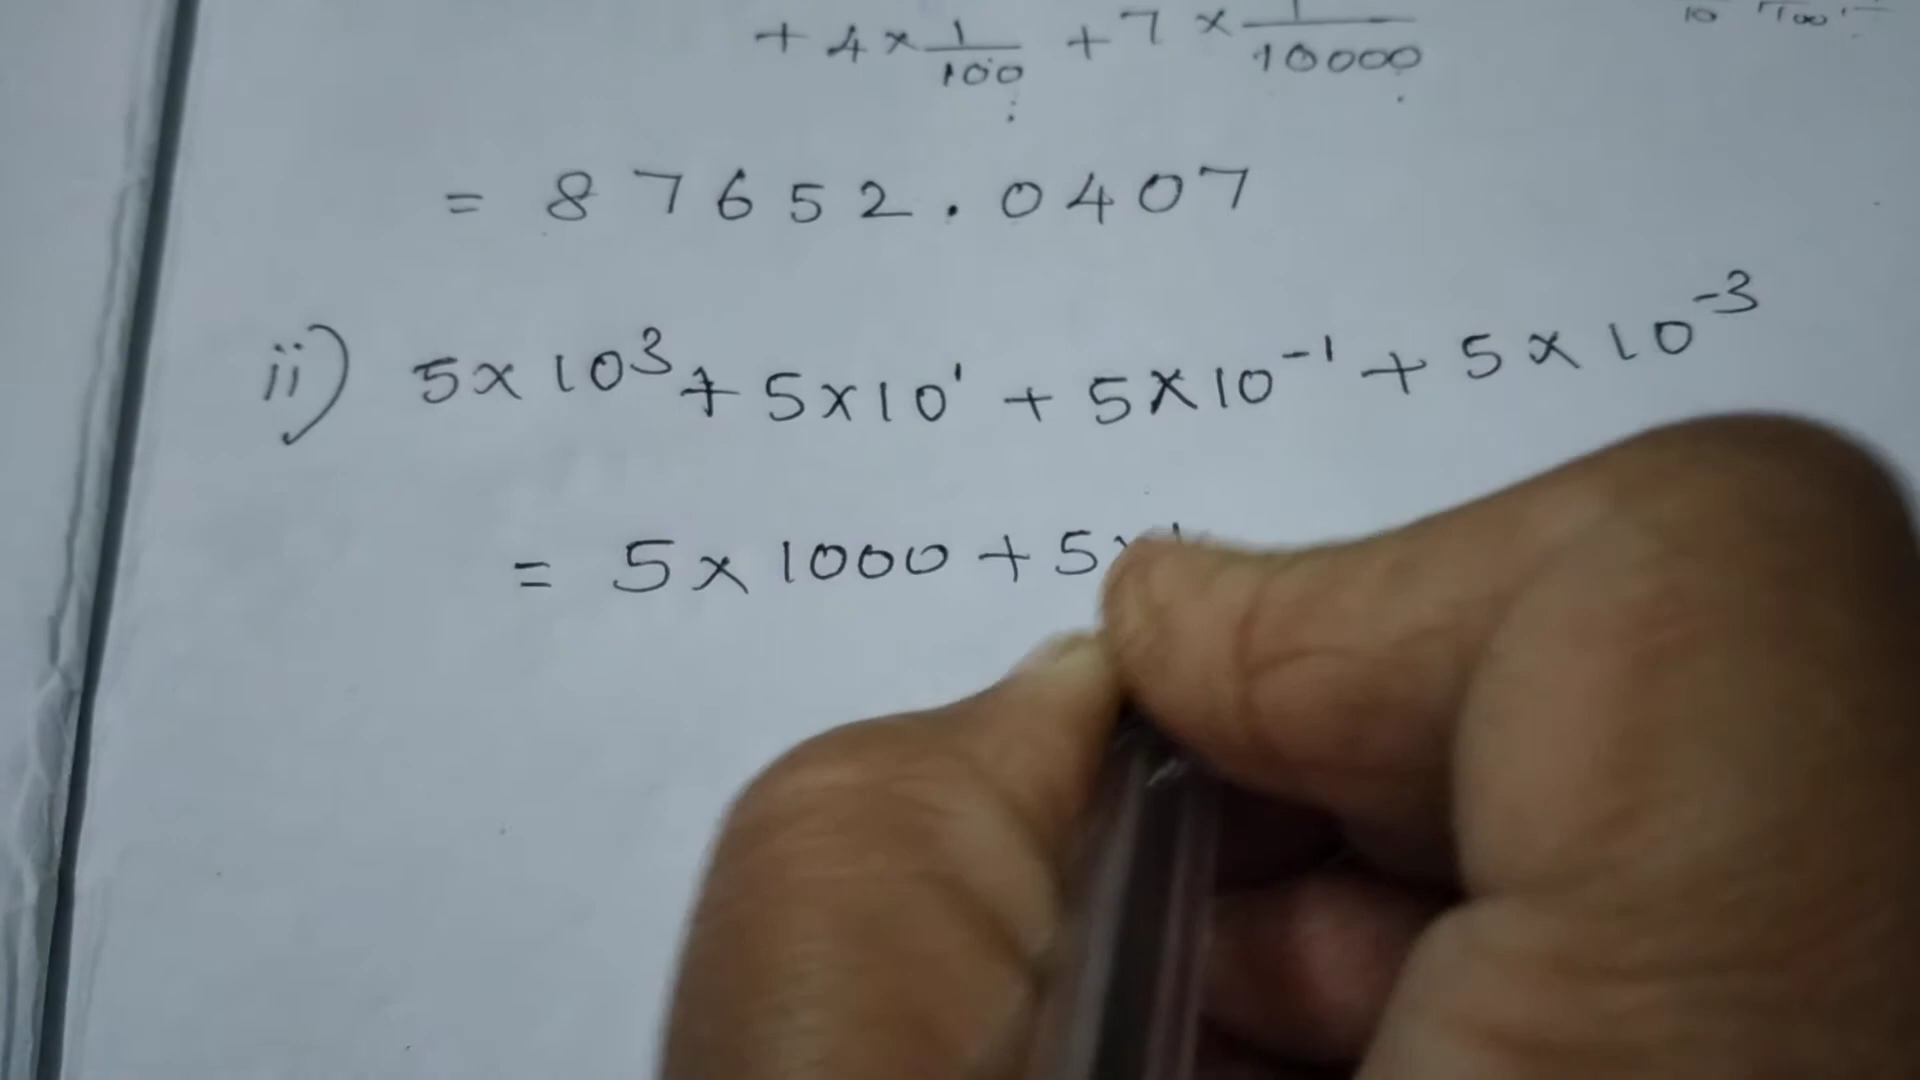 + 4 × 1/100 + 7 × 1/10000
= 87652.0407
ii) 5 × 10³ + 5 × 10¹ + 5 × 10⁻¹ + 5 × 10⁻³
= 5 × 1000 + 5 ×